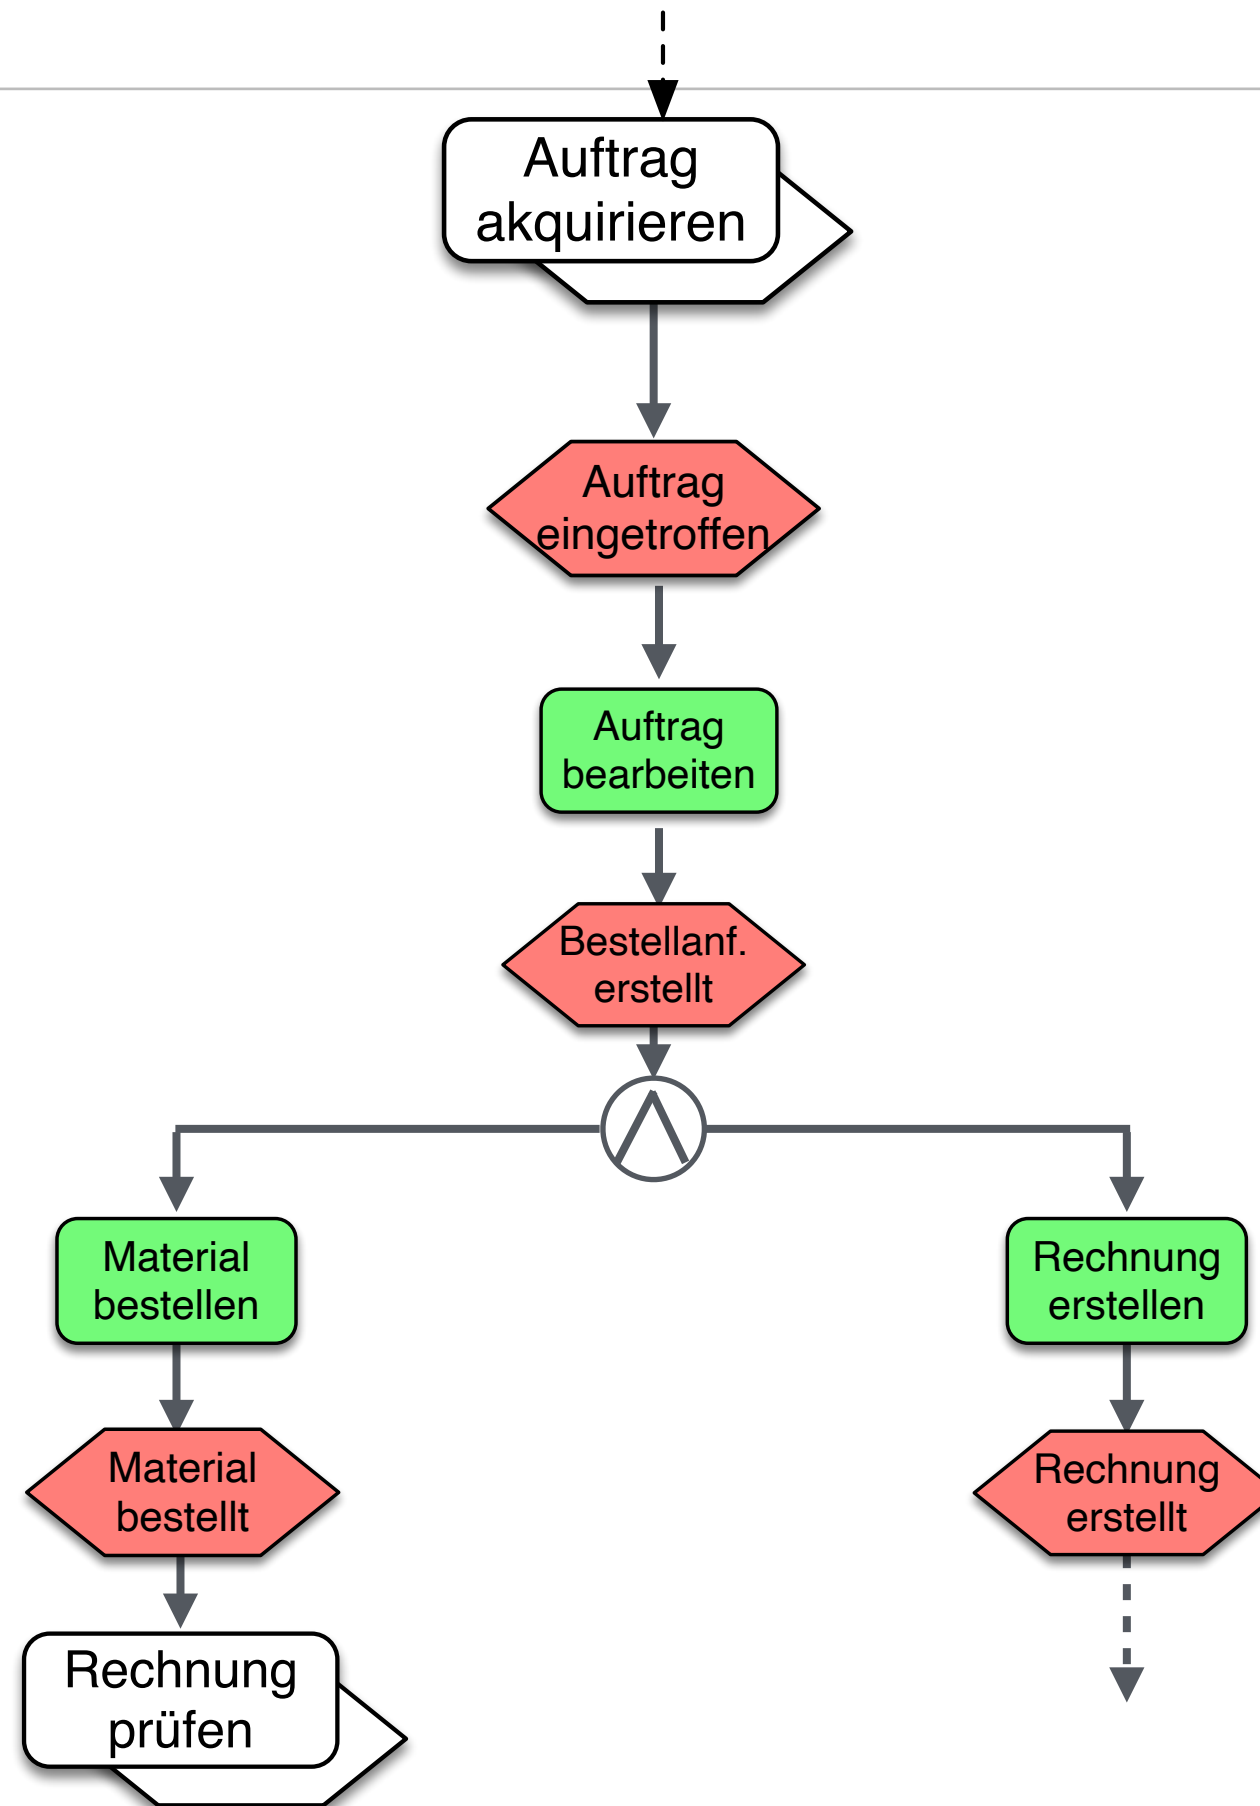 Auftrag
akquirieren
Auftrag
eingetroffen
Auftrag
bearbeiten
Bestellanf.
erstellt
Material
bestellen
Rechnung
erstellen
Material
bestellt
Rechnung
erstellt
Rechnung
prüfen